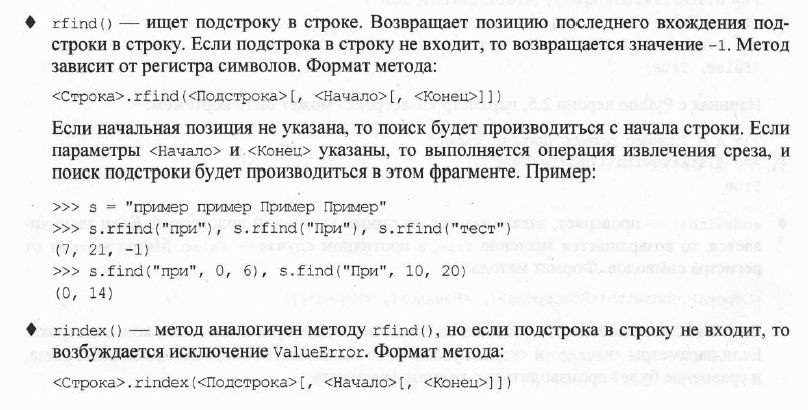 ♦ rfind() — ищет подстроку в строке. Возвращает позицию последнего вхождения под-
строки в строку. Если подстрока в строку не входит, то возвращается значение -1. Метод
зависит от регистра символов. Формат метода:
<Строка>.rfind(<Подстрока>[, <Начало>[, <Конец>]])
Если начальная позиция не указана, то поиск будет производиться с начала строки. Если
параметры <Начало> и <Конец> указаны, то выполняется операция извлечения среза, и
поиск подстроки будет производиться в этом фрагменте. Пример:
>>> s = "пример пример Пример Пример"
>>> s.rfind("при"), s.rfind("При"), s.rfind("тест")
(7, 21, -1)
>>> s.find("при", 0, 6), s.find("При", 10, 20)
(0, 14)
♦ rindex() — метод аналогичен методу rfind(), но если подстрока в строку не входит, то
возбуждается исключение ValueError. Формат метода:
<Строка>.rindex(<Подстрока>[, <Начало>[, <Конец>]])